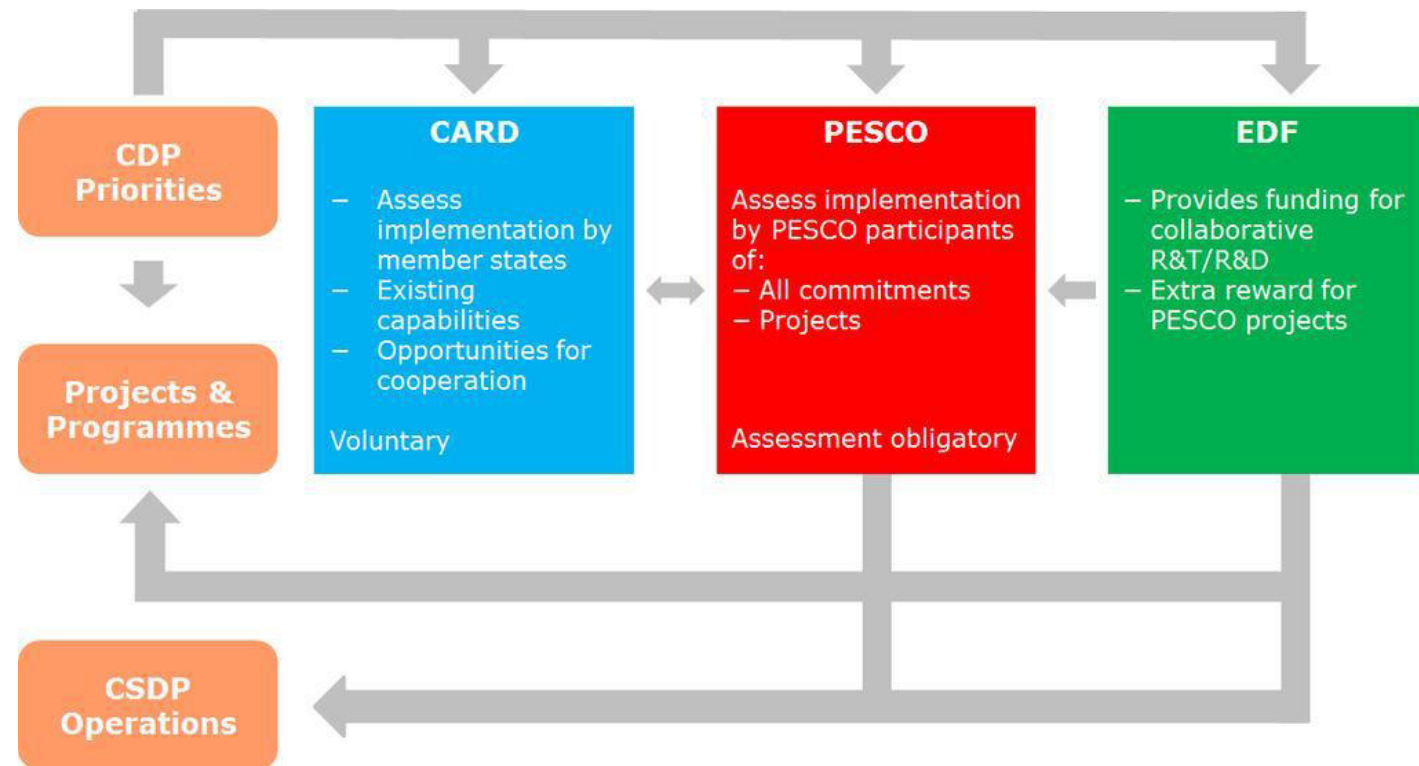 CDP
Priorities
Projects &
Programmes
CSDP
Operations
CARD
– Assess
implementation by
member states
– Existing
capabilities
– Opportunities for
cooperation
Voluntary
PESCO
Assess implementation
by PESCO participants
of:
– All commitments
– Projects
Assessment obligatory
EDF
– Provides funding for
collaborative
R&T/R&D
– Extra reward for
PESCO projects